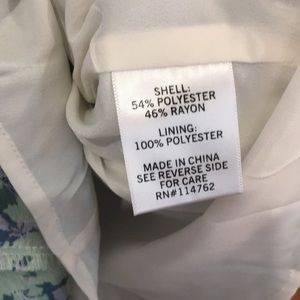 SHELL:
54% POLYESTER
46% RAYON
LINING:
100% POLYESTER
MADE IN CHINA
SEE REVERSE SIDE
FOR CARE
RN#114762